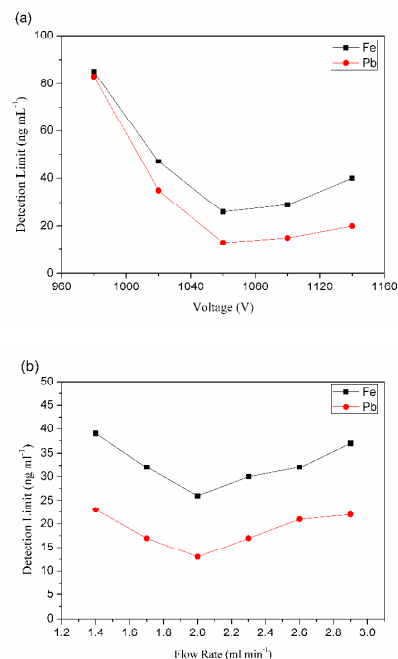 (a)
Fe
Pb
100
80
60
40
20
0
Detection Limit (ng mL⁻¹)
960 1000 1040 1080 1120 1160
Voltage (V)
(b)
Fe
Pb
50
45
40
35
30
25
20
15
10
5
0
Detection Limit (ng ml⁻¹)
1.2 1.4 1.6 1.8 2.0 2.2 2.4 2.6 2.8 3.0
Flow Rate (ml min⁻¹)